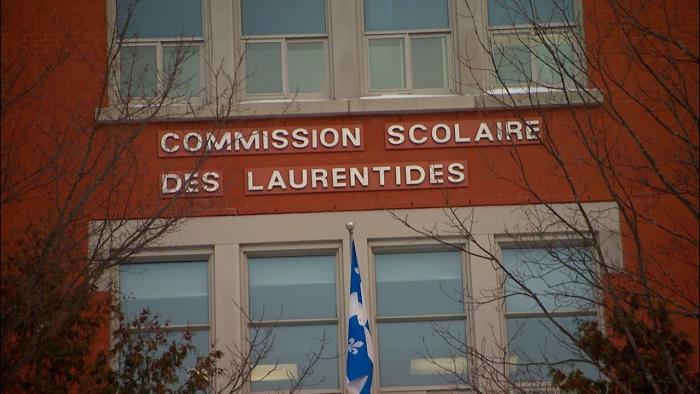 COMMISSION SCOLAIRE
DES LAURENTIDES